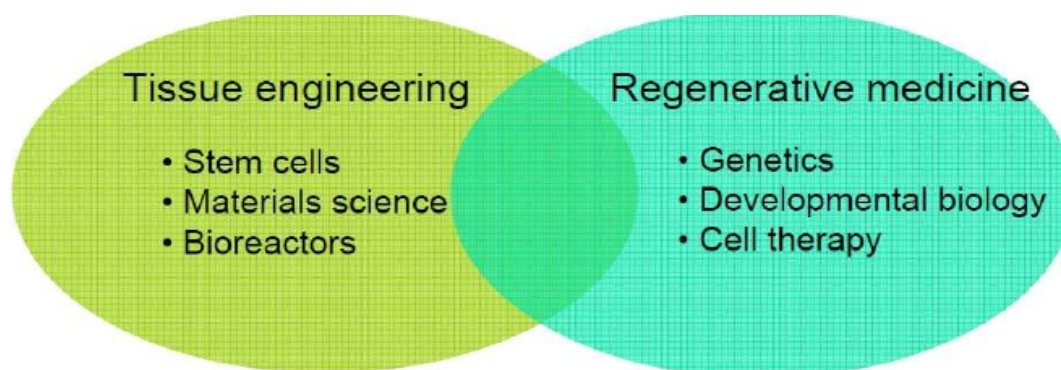 Tissue engineering
• Stem cells
• Materials science
• Bioreactors
Regenerative medicine
• Genetics
• Developmental biology
• Cell therapy